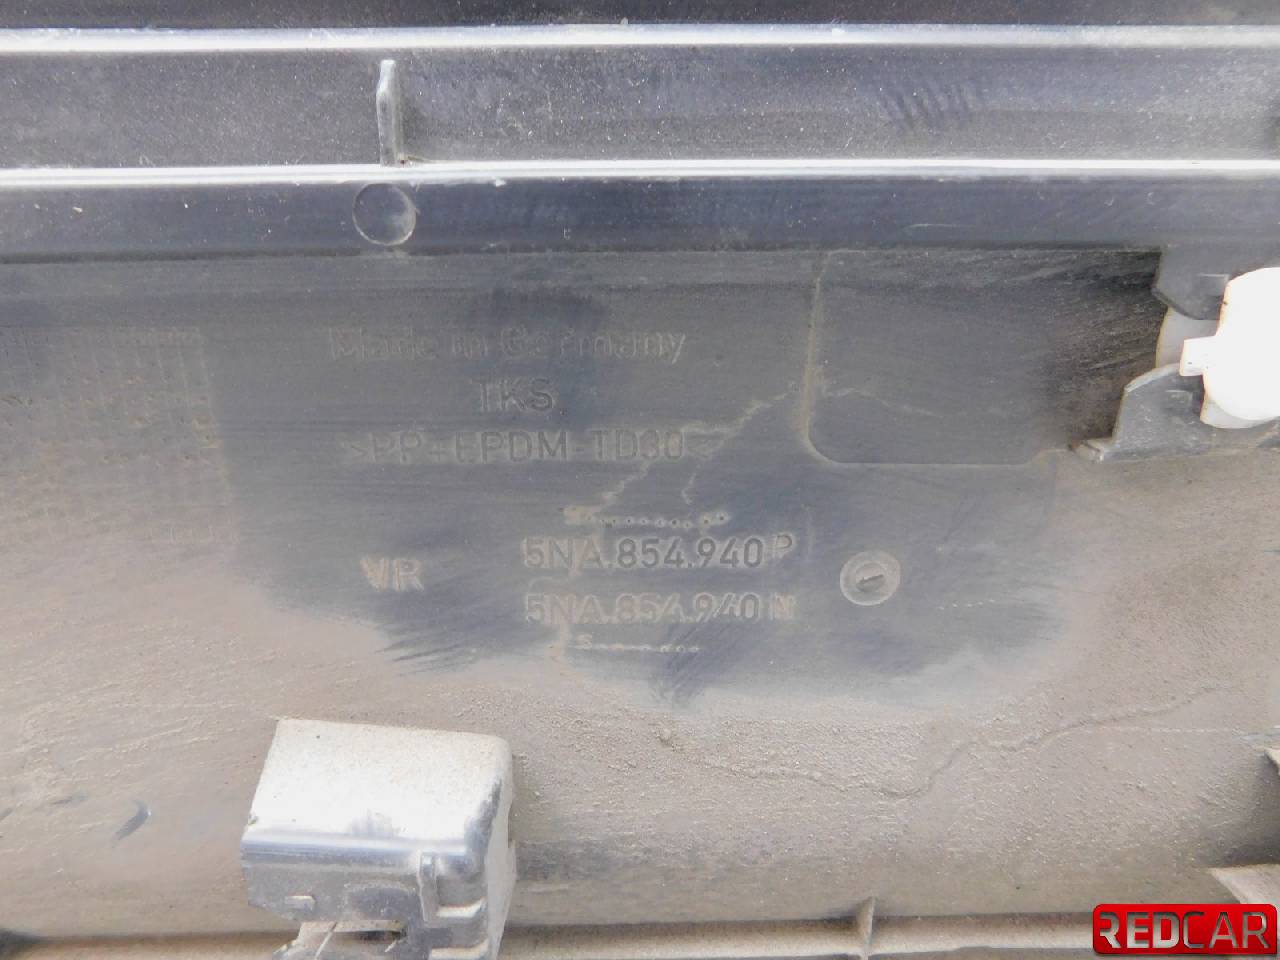 Made in Germany
TKS
>PP+EPDM-TD30<
5NA.854.940 P
VR
5NA.854.940 N
REDCAR